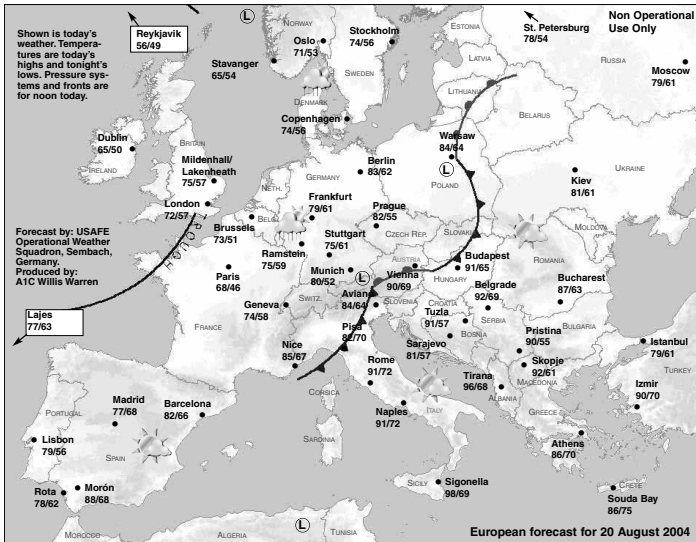 Non Operational
Use Only
Shown is today's
weather. Tempera-
tures are today's
highs and tonight's
lows. Pressure sys-
tems and fronts are
for noon today.
Reykjavik
56/49
L
NORWAY
Oslo
71/53
Stockholm
74/56
ESTONIA
St. Petersburg
78/54
Stavanger
65/54
SWEDEN
LATVIA
RUSSIA
Moscow
79/61
LITHUANIA
DENMARK
Copenhagen
74/56
BELARUS
Dublin
65/50
IRELAND
BRITAIN
Mildenhall/
Lakenheath
75/57
London
72/57
TROUGH
NETH.
GERMANY
Berlin
83/62
Warsaw
84/64
L
POLAND
Kiev
81/61
UKRAINE
Forecast by: USAFE
Operational Weather
Squadron, Sembach,
Germany.
Produced by:
A1C Willis Warren
BELG.
Brussels
73/51
Frankfurt
79/61
Prague
82/55
CZECH REP.
SLOVAKIA
MOLDOVA
Ramstein
75/59
Stuttgart
75/61
Munich
80/52
L
AUSTRIA
Vienna
90/69
Budapest
91/65
HUNGARY
ROMANIA
Paris
68/46
Geneva
74/58
SWITZ.
Aviano
84/64
SLOVENIA
CROATIA
Belgrade
92/69
Bucharest
87/63
Lajes
77/63
FRANCE
Pisa
82/70
Tuzla
91/57
BOSNIA
SERBIA
BULGARIA
Nice
85/67
Sarajevo
81/57
Pristina
90/55
Istanbul
79/61
Rome
91/72
Skopje
92/61
MACEDONIA
TURKEY
CORSICA
Tirana
96/68
ALBANIA
Izmir
90/70
PORTUGAL
Madrid
77/68
Barcelona
82/66
Naples
91/72
ITALY
GREECE
Lisbon
79/56
SPAIN
SARDINIA
Athens
86/70
Rota
78/62
Morón
88/68
SICILY
Sigonella
98/69
CRETE
Souda Bay
86/75
MOROCCO
ALGERIA
L
TUNISIA
European forecast for 20 August 2004